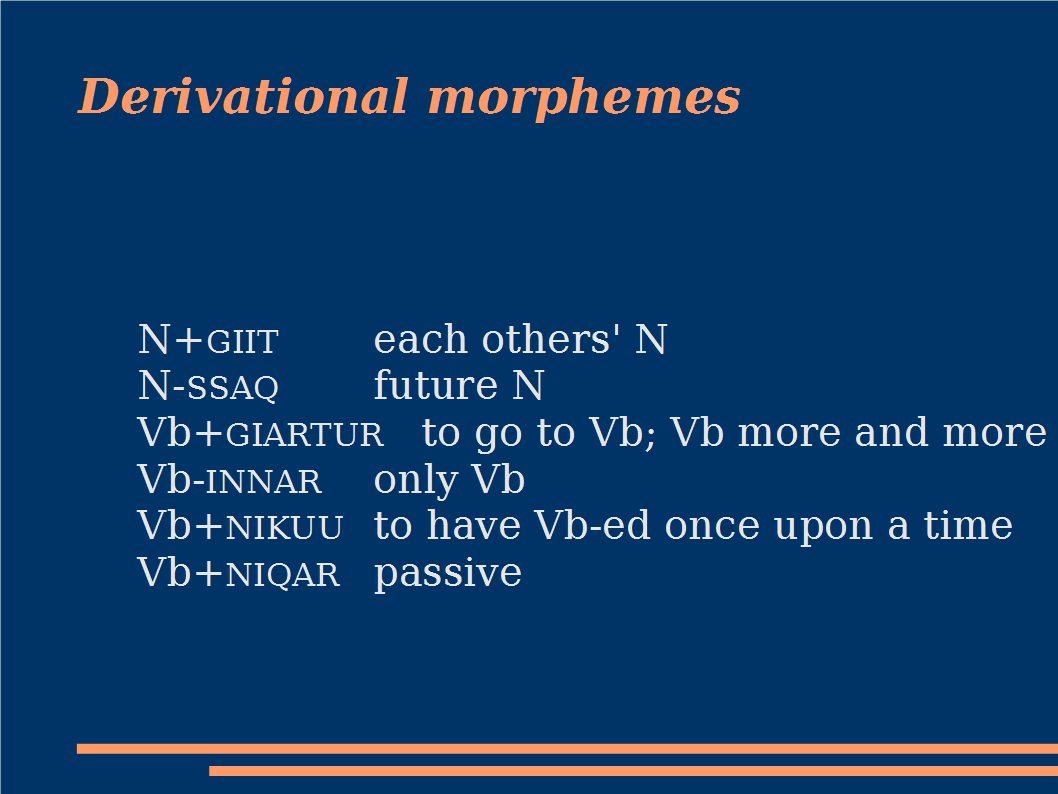 Derivational morphemes
N+GIIT each others' N
N-SSAQ future N
Vb+GIARTUR to go to Vb; Vb more and more
Vb-INNAR only Vb
Vb+NIKUU to have Vb-ed once upon a time
Vb+NIQAR passive